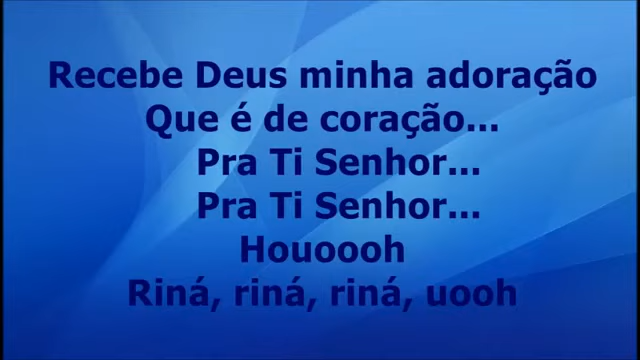 Recebe Deus minha adoração
Que é de coração...
Pra Ti Senhor...
Pra Ti Senhor...
Houoooh
Riná, riná, riná, uooh